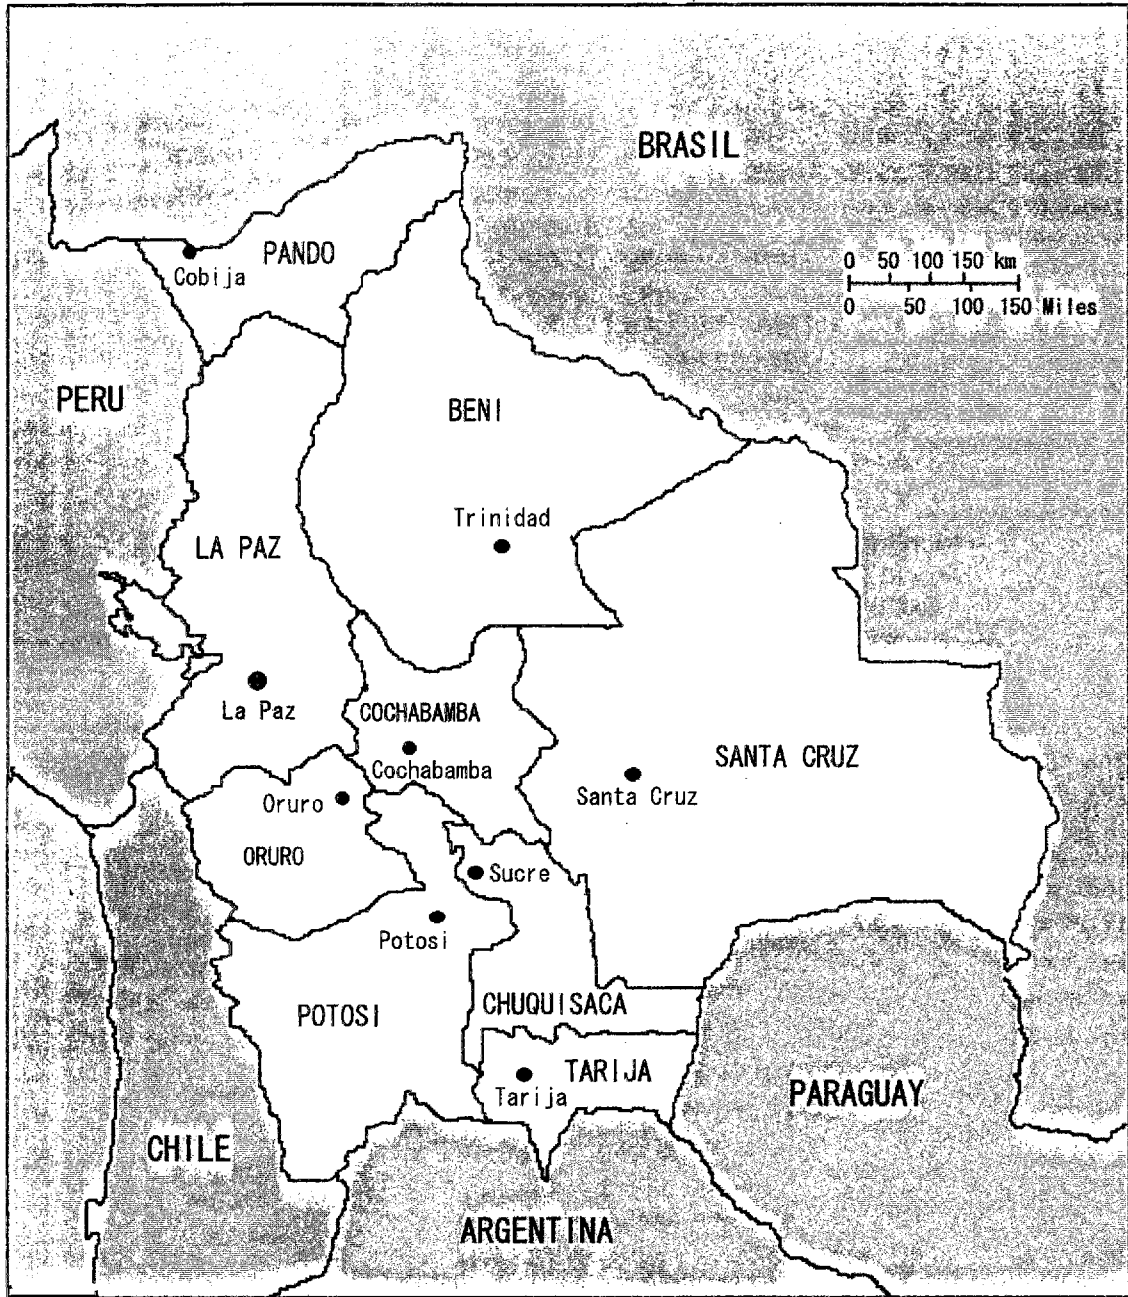 BRASIL
PANDO
Cobija
0 50 100 150 km
0 50 100 150 Miles
PERU
BENI
Trinidad
LA PAZ
La Paz
COCHABAMBA
Cochabamba
SANTA CRUZ
Santa Cruz
Oruro
ORURO
Sucre
Potosi
CHUQUISACA
POTOSI
TARIJA
Tarija
PARAGUAY
CHILE
ARGENTINA